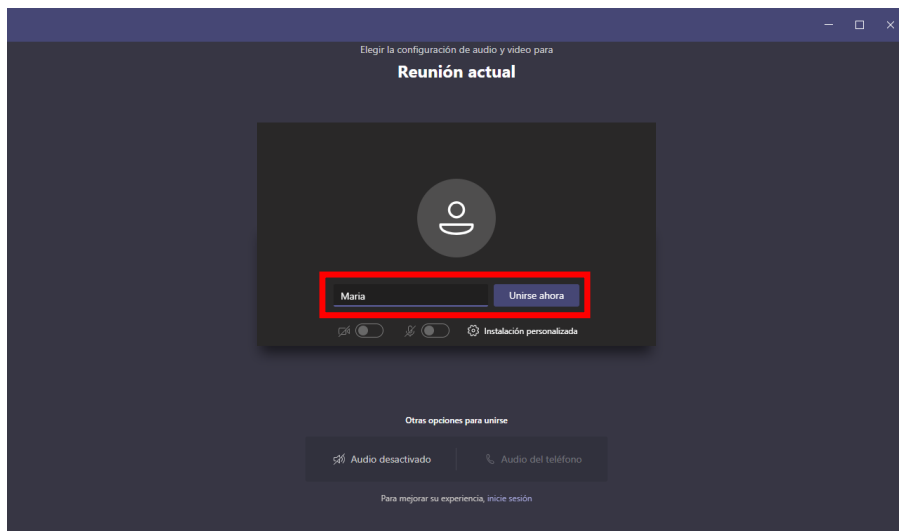 Elegir la configuración de audio y video para
Reunión actual
Maria
Unirse ahora
Instalación personalizada
Otras opciones para unirse
Audio desactivado
Audio del teléfono
Para mejorar su experiencia, inicie sesión